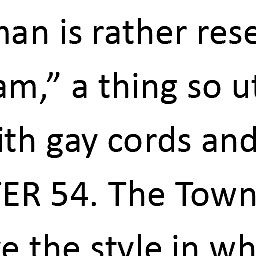 man is rather rese
am,” a thing so ut
ith gay cords and
TER 54. The Town
e the style in wh